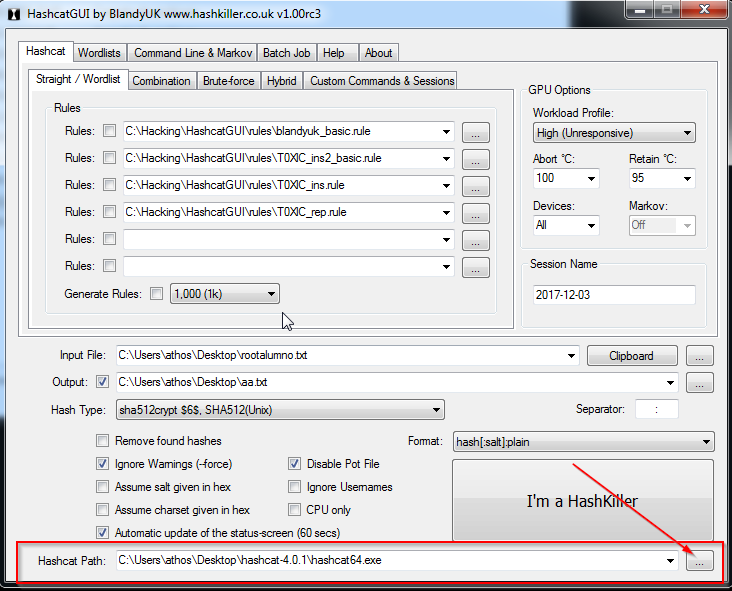 HashcatGUI by BlandyUK www.hashkiller.co.uk v1.00rc3
Hashcat Wordlists Command Line & Markov Batch Job Help About
Straight / Wordlist Combination Brute-force Hybrid Custom Commands & Sessions
Rules
Rules: C:\Hacking\HashcatGUI\rules\blandyuk_basic.rule ...
Rules: C:\Hacking\HashcatGUI\rules\T0XlC_ins2_basic.rule ...
Rules: C:\Hacking\HashcatGUI\rules\T0XlC_ins.rule ...
Rules: C:\Hacking\HashcatGUI\rules\T0XlC_rep.rule ...
Rules: ...
Rules: ...
Generate Rules: 1,000 (1k)
GPU Options
Workload Profile:
High (Unresponsive)
Abort °C: Retain °C:
100 95
Devices: Markov:
All Off
Session Name
2017-12-03
Input File: C:\Users\athos\Desktop\rootalumno.txt Clipboard ...
Output: C:\Users\athos\Desktop\aa.txt ...
Hash Type: sha512crypt $6$, SHA512(Unix) Separator: :
Remove found hashes Format: hash[:salt]:plain
Ignore Warnings (--force) Disable Pot File
Assume salt given in hex Ignore Usernames
Assume charset given in hex CPU only
Automatic update of the status-screen (60 secs)
I'm a HashKiller
Hashcat Path: C:\Users\athos\Desktop\hashcat-4.0.1\hashcat64.exe ...